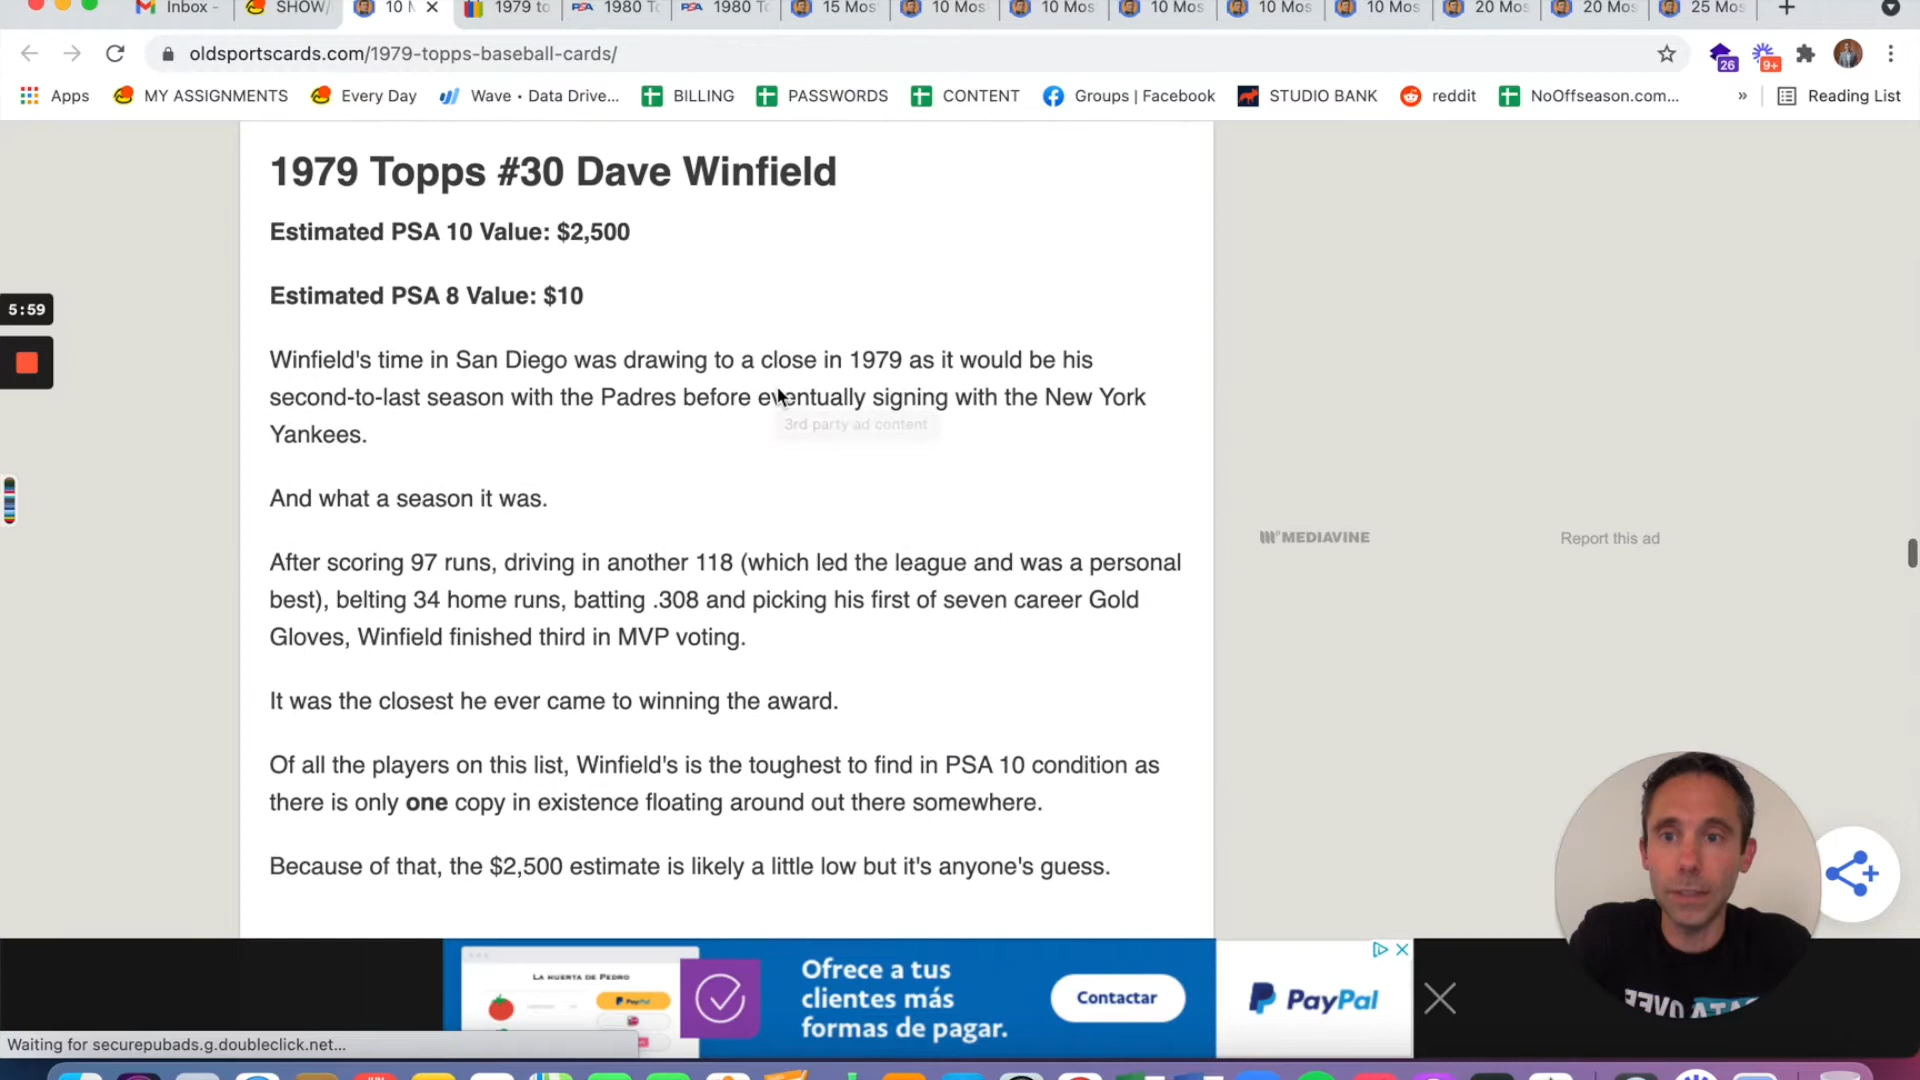 Inbox -
SHOW/
10 M
1979 to
1980 T
1980 T
15 Mos
10 Mos
10 Mos
10 Mos
10 Mos
10 Mos
20 Mos
20 Mos
25 Mos
oldsportscards.com/1979-topps-baseball-cards/
26
9+
Apps
MY ASSIGNMENTS
Every Day
Wave • Data Drive...
BILLING
PASSWORDS
CONTENT
Groups | Facebook
STUDIO BANK
reddit
NoOffseason.com...
»
Reading List
1979 Topps #30 Dave Winfield
Estimated PSA 10 Value: $2,500
Estimated PSA 8 Value: $10
5:59
Winfield's time in San Diego was drawing to a close in 1979 as it would be his
second-to-last season with the Padres before eventually signing with the New York
Yankees.
3rd party ad content
And what a season it was.
MEDIAVINE
Report this ad
After scoring 97 runs, driving in another 118 (which led the league and was a personal
best), belting 34 home runs, batting .308 and picking his first of seven career Gold
Gloves, Winfield finished third in MVP voting.
It was the closest he ever came to winning the award.
Of all the players on this list, Winfield's is the toughest to find in PSA 10 condition as
there is only one copy in existence floating around out there somewhere.
Because of that, the $2,500 estimate is likely a little low but it's anyone's guess.
LA HUERTA DE PEDRO
PayPal
Ofrece a tus
clientes más
formas de pagar.
Contactar
PayPal
Waiting for securepubads.g.doubleclick.net...